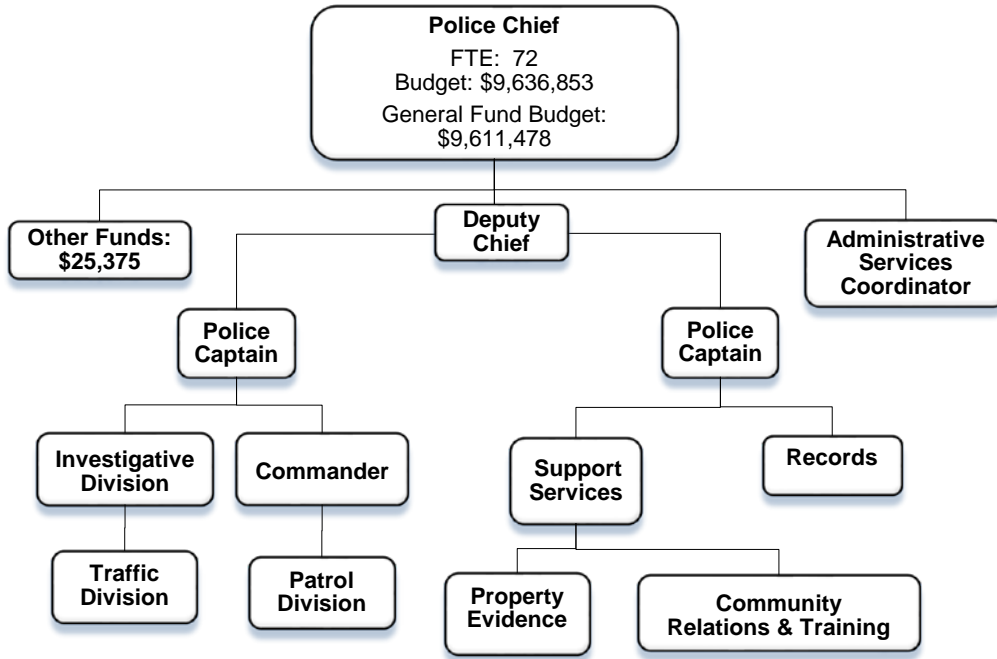 Police Chief
FTE: 72
Budget: $9,636,853
General Fund Budget:
$9,611,478
Other Funds:
$25,375
Deputy
Chief
Administrative
Services
Coordinator
Police
Captain
Police
Captain
Investigative
Division
Commander
Support
Services
Records
Traffic
Division
Patrol
Division
Property
Evidence
Community
Relations & Training